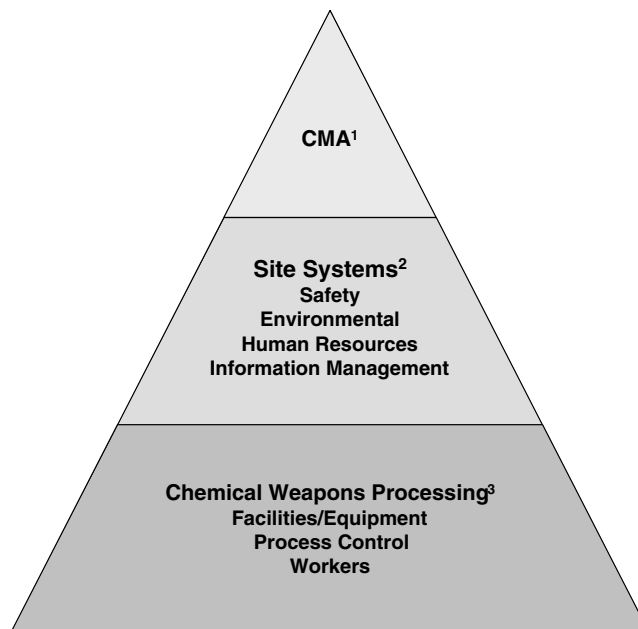 CMA¹
Site Systems²
Safety
Environmental
Human Resources
Information Management
Chemical Weapons Processing³
Facilities/Equipment
Process Control
Workers